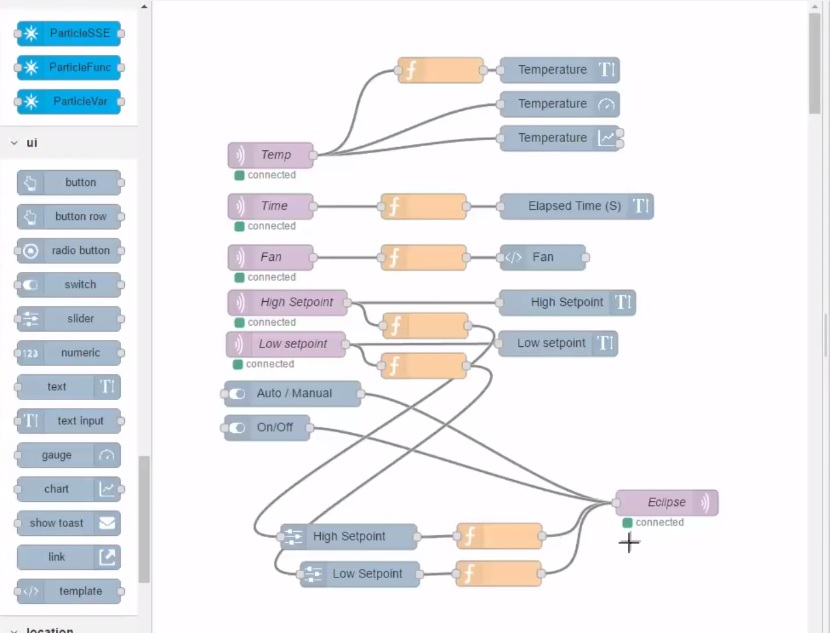 ParticleSSE
ParticleFunc
ParticleVar
ui
button
button row
radio button
switch
slider
123 numeric
text
text input
gauge
chart
show toast
link
template
location
Temperature
Temperature
Temperature
Temp
connected
Time
Elapsed Time (S)
connected
Fan
Fan
connected
High Setpoint
High Setpoint
connected
Low setpoint
Low setpoint
connected
Auto / Manual
On/Off
Eclipse
connected
High Setpoint
Low Setpoint